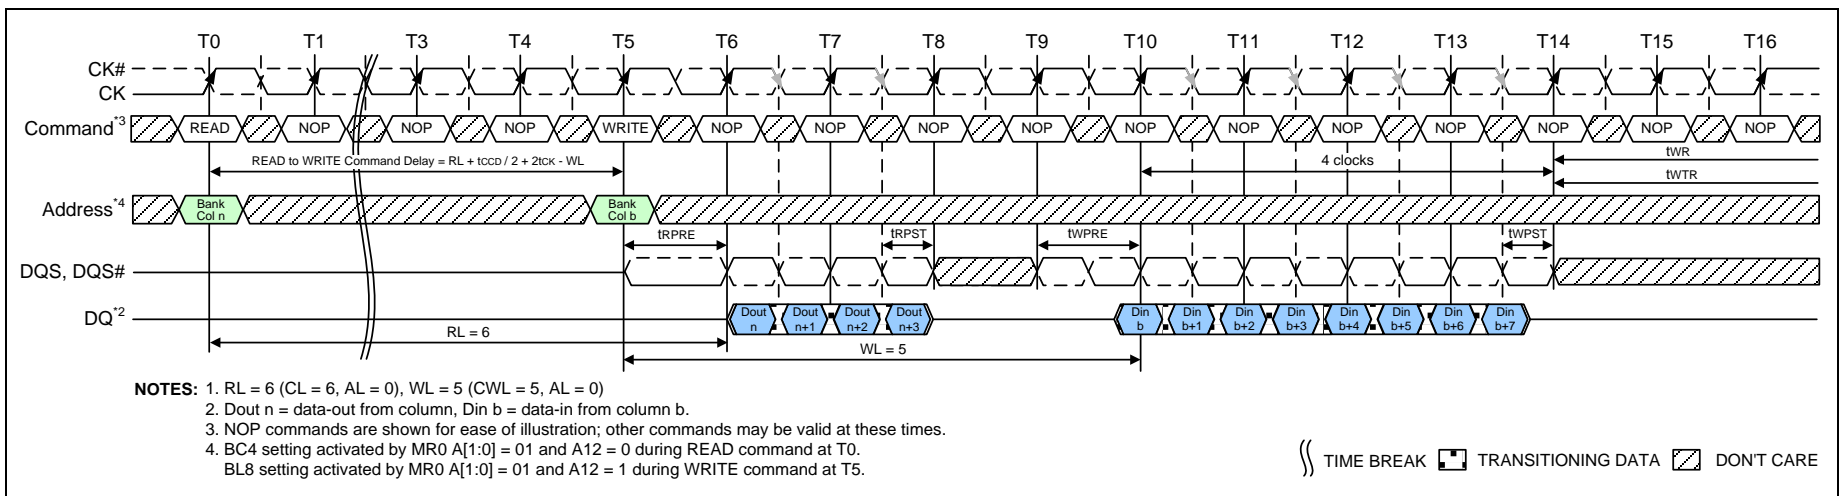 T0 T1 T3 T4 T5 T6 T7 T8 T9 T10 T11 T12 T13 T14 T15 T16
CK#
CK
Command*3 READ NOP NOP NOP WRITE NOP NOP NOP NOP NOP NOP NOP NOP NOP NOP NOP
READ to WRITE Command Delay = RL + tCCD / 2 + 2tCK - WL 4 clocks tWR
tWTR
Address*4 Bank Col n Bank Col b
tRPRE tRPST tWPRE tWPST
DQS, DQS#
DQ*2 Dout n Dout n+1 Dout n+2 Dout n+3 Din b Din b+1 Din b+2 Din b+3 Din b+4 Din b+5 Din b+6 Din b+7
RL = 6
WL = 5
NOTES: 1. RL = 6 (CL = 6, AL = 0), WL = 5 (CWL = 5, AL = 0)
2. Dout n = data-out from column, Din b = data-in from column b.
3. NOP commands are shown for ease of illustration; other commands may be valid at these times.
4. BC4 setting activated by MR0 A[1:0] = 01 and A12 = 0 during READ command at T0.
BL8 setting activated by MR0 A[1:0] = 01 and A12 = 1 during WRITE command at T5.
TIME BREAK TRANSITIONING DATA DON'T CARE